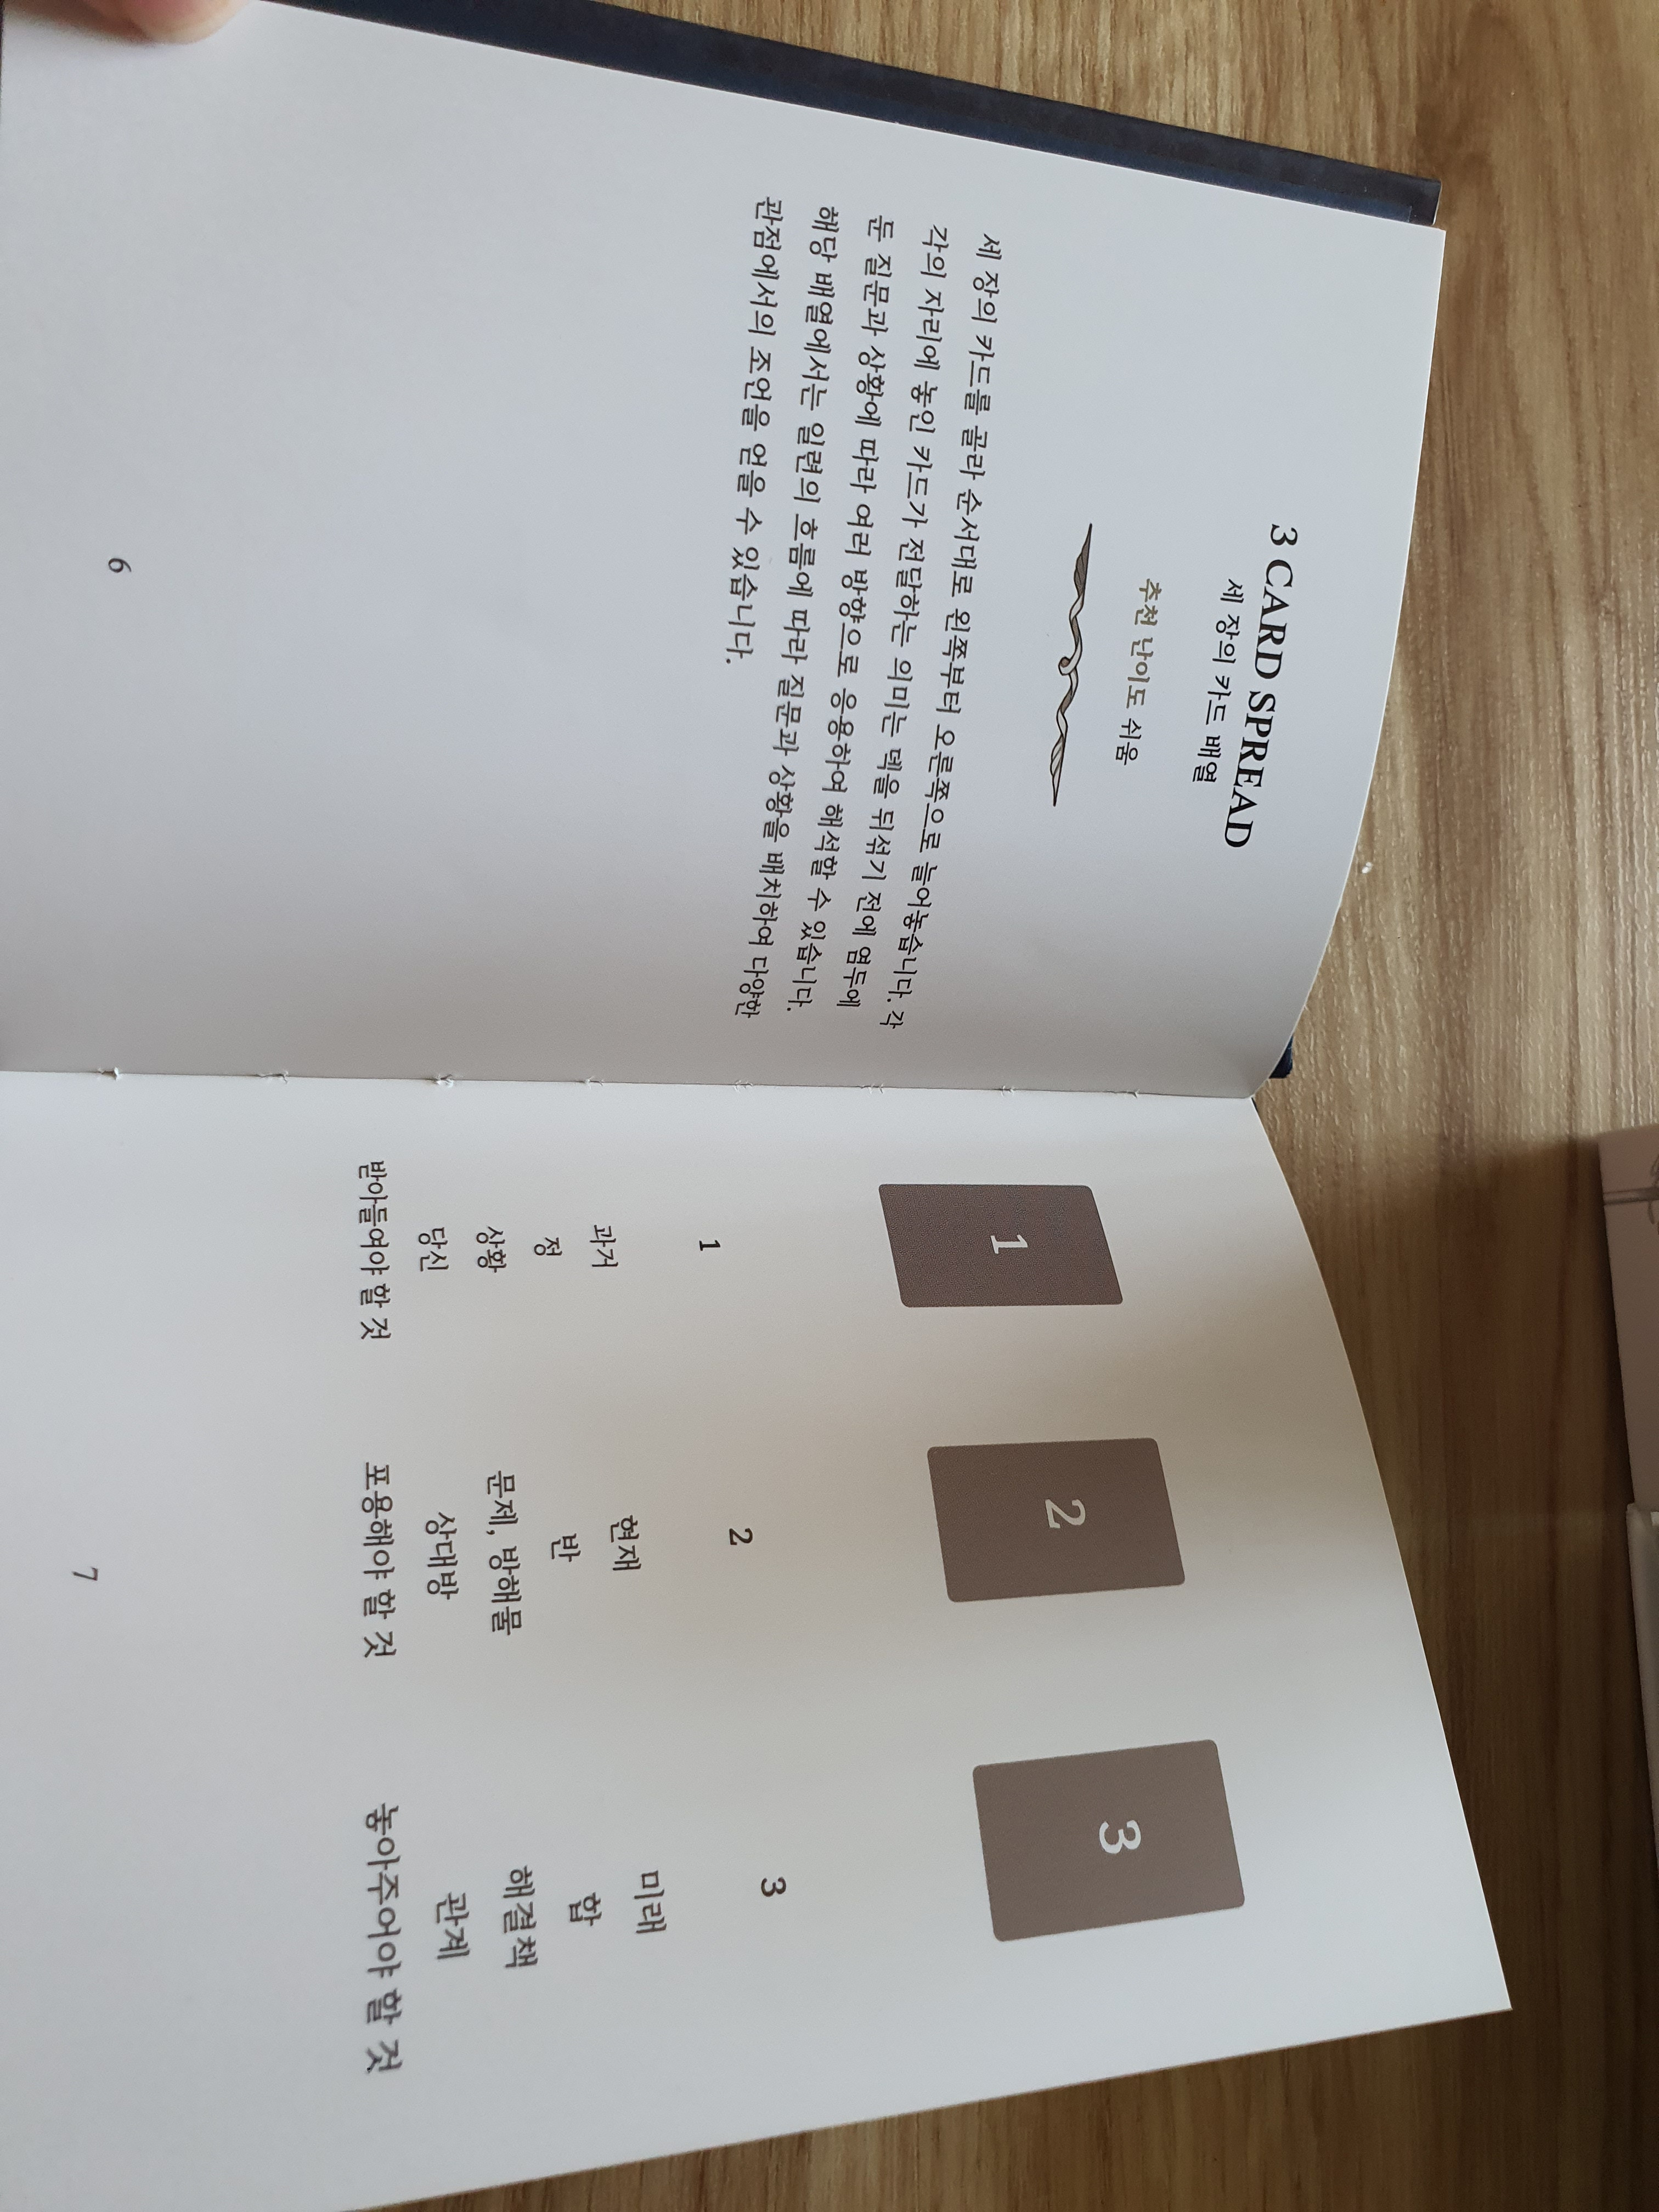 3 CARD SPREAD
세 장의 카드 배열
추천 난이도 쉬움
세 장의 카드를 골라 순서대로 왼쪽부터 오른쪽으로 늘어놓습니다. 각
각의 자리에 놓인 카드가 전달하는 의미는 덱을 뒤섞기 전에 염두에
둔 질문과 상황에 따라 여러 방향으로 응용하여 해석할 수 있습니다.
해당 배열에서는 일련의 흐름에 따라 질문과 상황을 배치하여 다양한
관점에서의 조언을 얻을 수 있습니다.
6
1 2 3
1 2 3
과거 현재 미래
정 반 합
상황 문제, 방해물 해결책
당신 상대방 관계
받아들여야 할 것 포용해야 할 것 놓아주어야 할 것
7